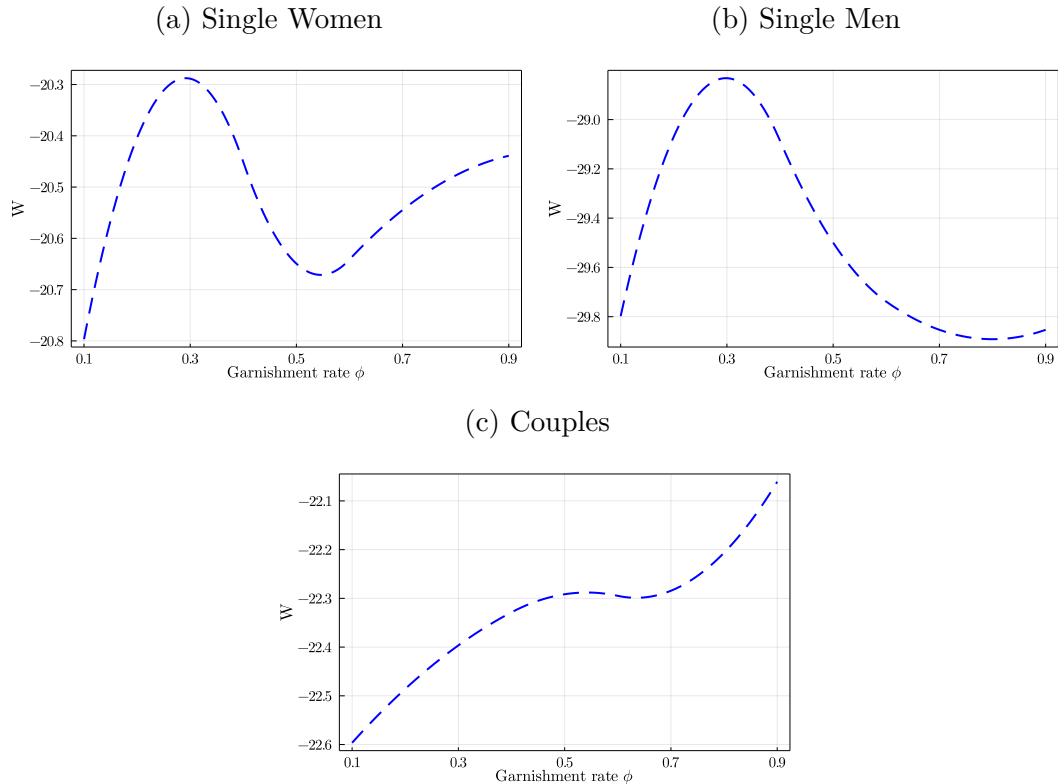 (a) Single Women
−20.3
−20.4
−20.5
−20.6
−20.7
−20.8
W
0.1 0.3 0.5 0.7 0.9
Garnishment rate ϕ
(b) Single Men
−29.0
−29.2
−29.4
−29.6
−29.8
W
0.1 0.3 0.5 0.7 0.9
Garnishment rate ϕ
(c) Couples
−22.1
−22.2
−22.3
−22.4
−22.5
−22.6
W
0.1 0.3 0.5 0.7 0.9
Garnishment rate ϕ